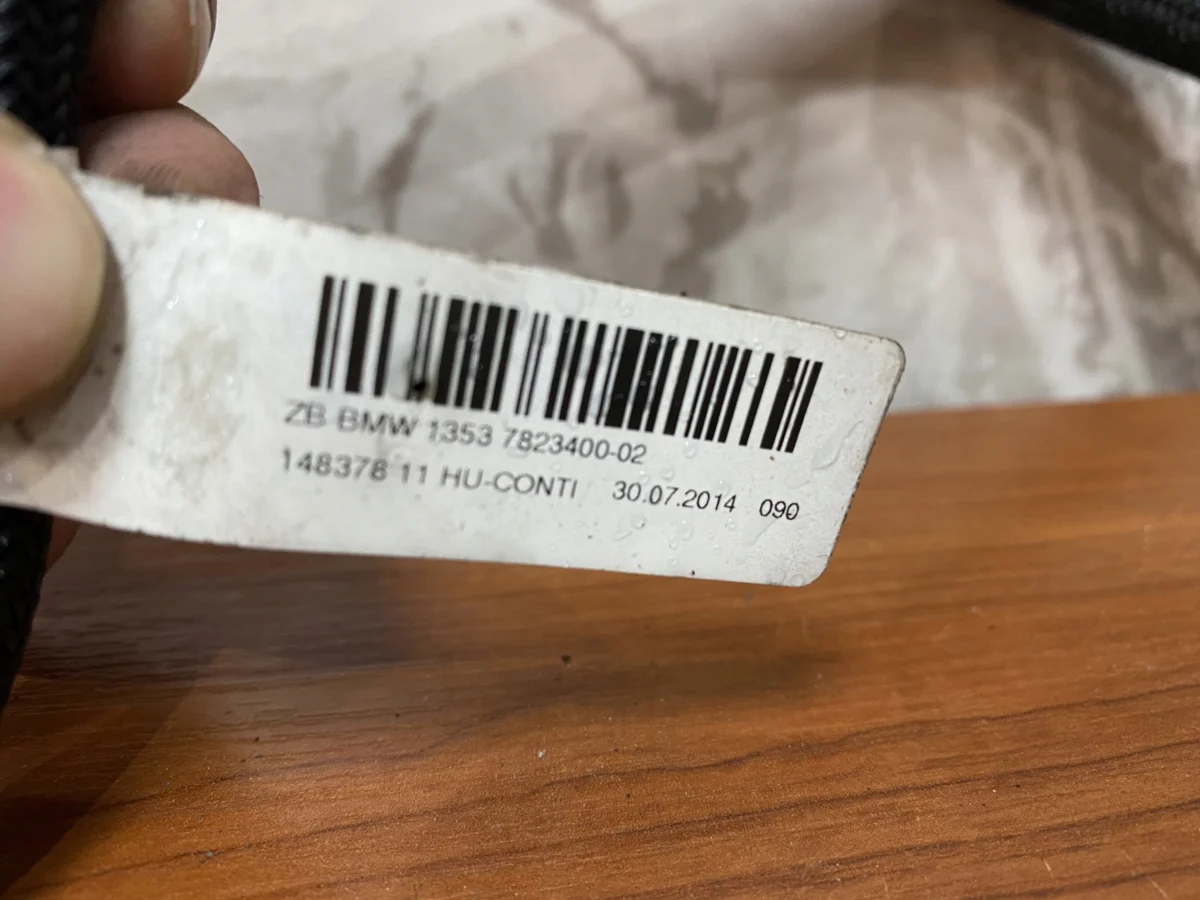 ZB BMW 1353 7823400-02
148378 11 HU-CONTI 30.07.2014 090